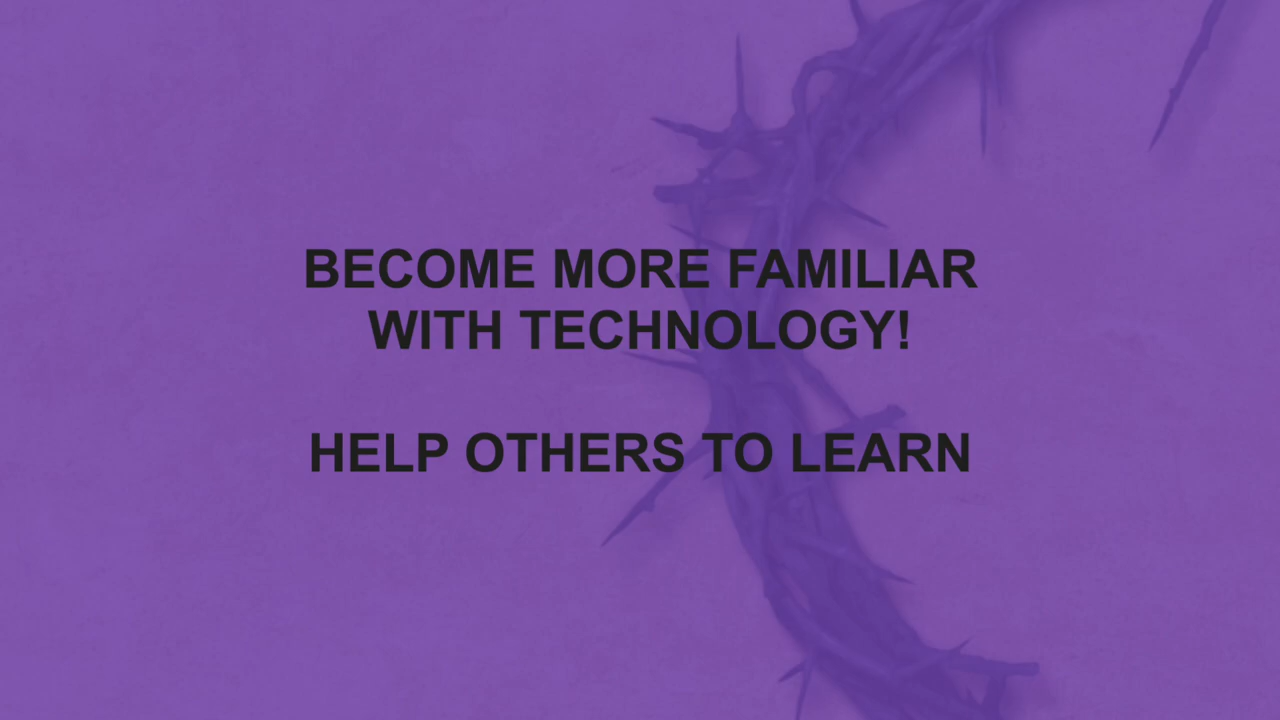 BECOME MORE FAMILIAR
WITH TECHNOLOGY!
HELP OTHERS TO LEARN